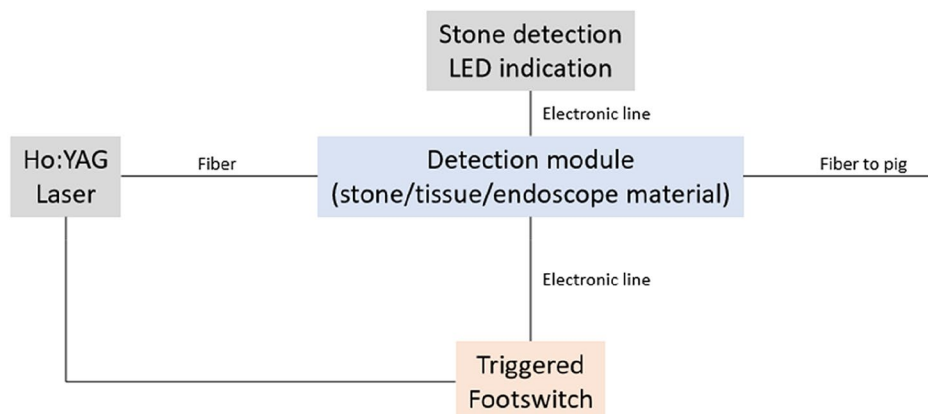 Stone detection
LED indication
Electronic line
Ho:YAG
Laser
Fiber
Detection module
(stone/tissue/endoscope material)
Fiber to pig
Electronic line
Triggered
Footswitch